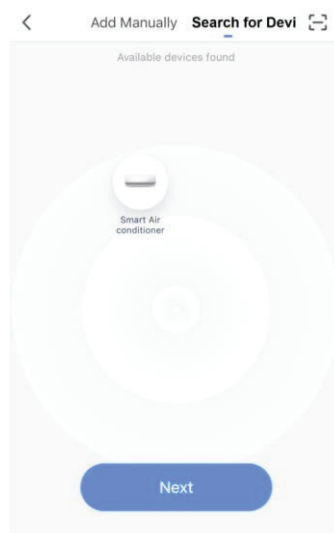 Add Manually Search for Devi
Available devices found
Smart Air
conditioner
Next